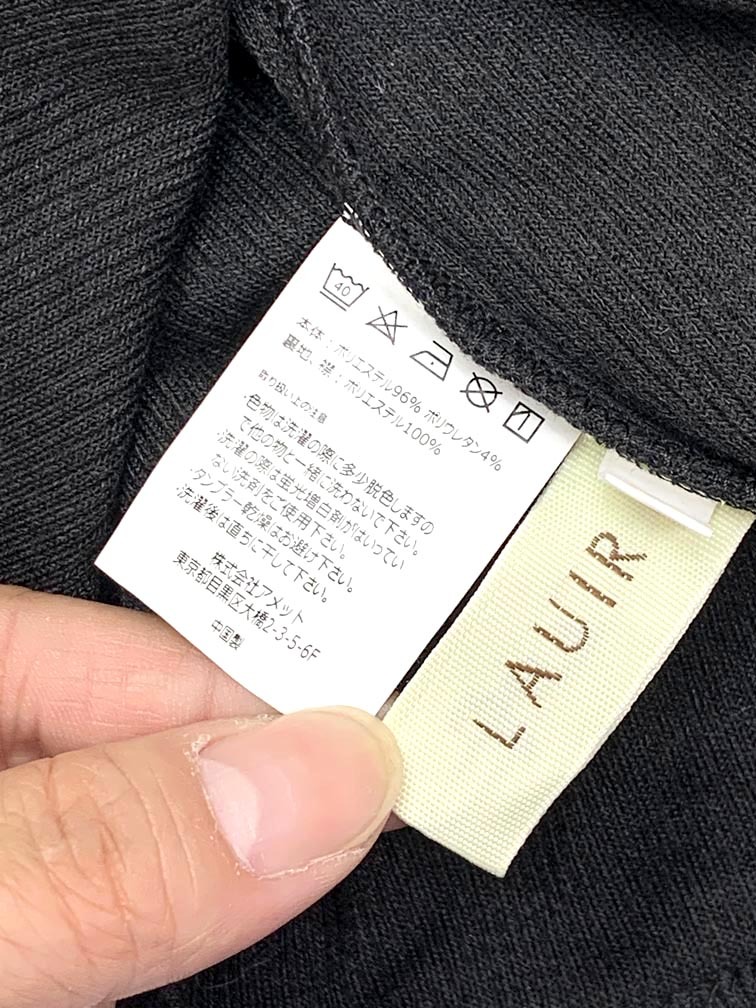 40
本体：ポリエステル96% ポリウレタン4%
裏地、襟：ポリエステル100%
取り扱い上の注意
・色物は洗濯の際に多少脱色しますの
で他の物と一緒に洗わないで下さい。
・洗濯の際は蛍光増白剤がはいってい
ない洗剤をご使用下さい。
・タンブラー乾燥はお避け下さい。
・洗濯後は直ちに干して下さい。
株式会社アメット
東京都目黒区大橋2-3-5-6F
中国製
LAUIR